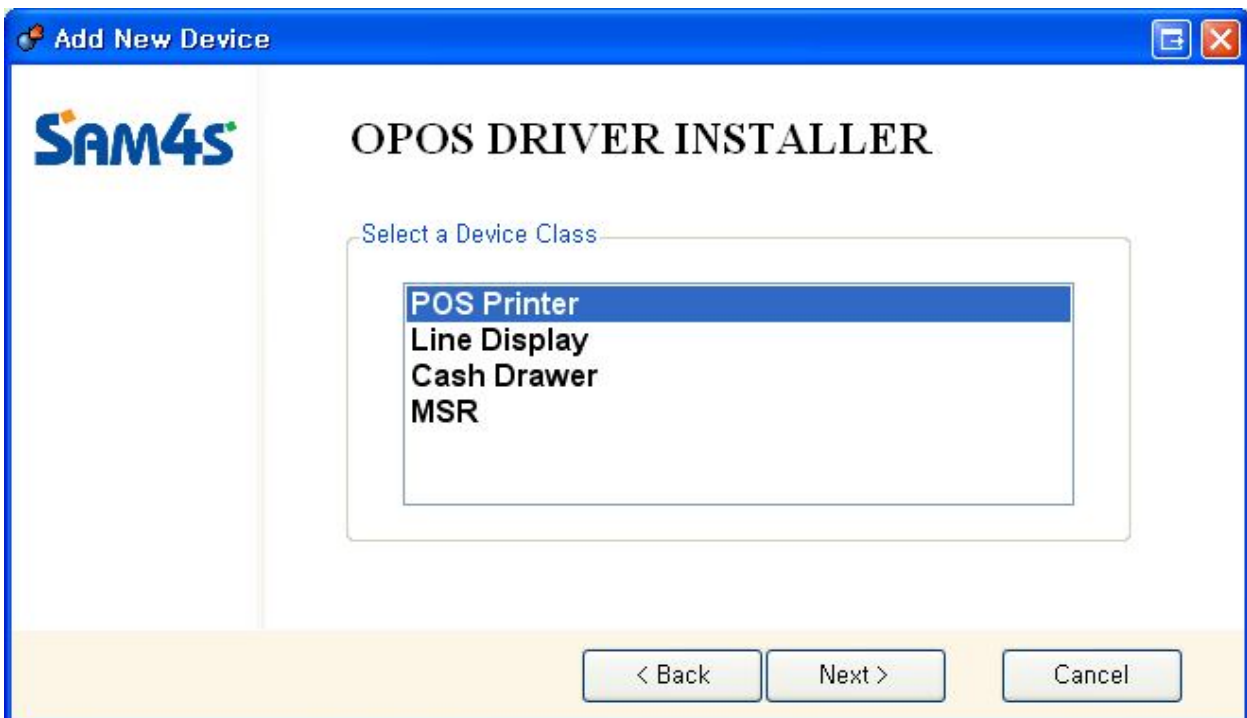 Add New Device
SAM4S
OPOS DRIVER INSTALLER
Select a Device Class
POS Printer
Line Display
Cash Drawer
MSR
< Back
Next >
Cancel